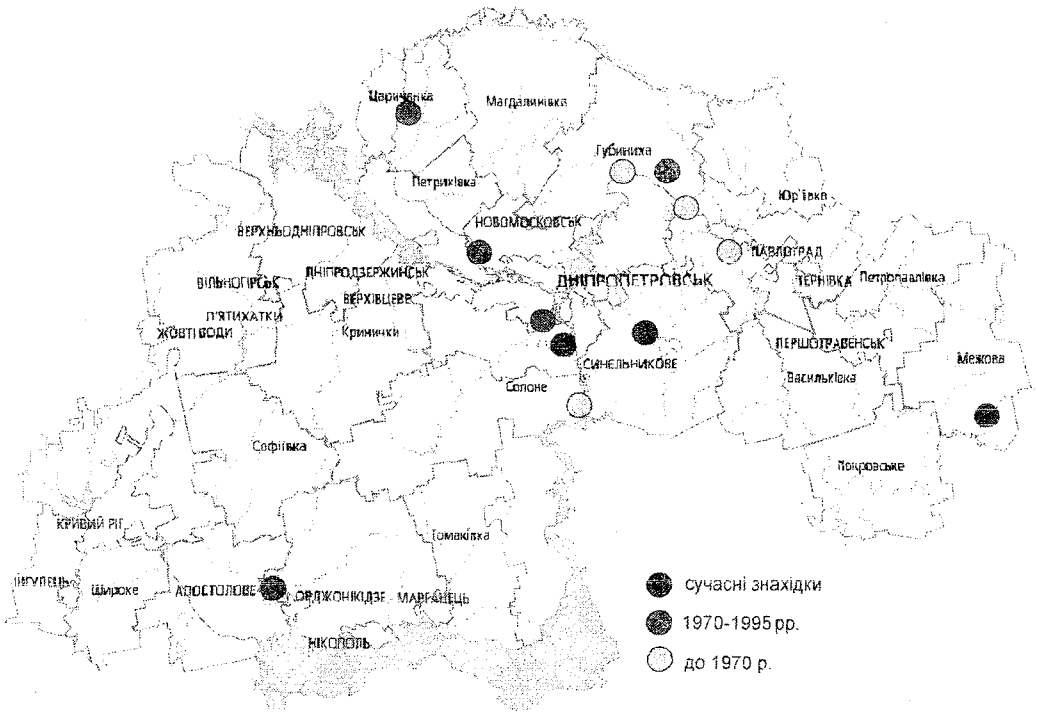 Царичанка
Магдалинівка
Губиниха
Петриківка
Юр'ївка
НОВОМОСКОВСЬК
ВЕРХНЬОДНІПРОВСЬК
ПАВЛОГРАД
ДНІПРОДЗЕРЖИНСЬК
ДНІПРОПЕТРОВСЬК
ТЕРНІВКА
Петропавлівка
ВІЛЬНОГІРСЬК
ВЕРХІВЦЕВЕ
П'ЯТИХАТКИ
ЖОВТІ ВОДИ
Кринички
ПЕРШОТРАВЕНСЬК
Межова
СИНЕЛЬНИКОВЕ
Васильківка
Солоне
Софіївка
Покровське
КРИВИЙ РІГ
Томаківка
ІНГУЛЕЦЬ
Широке
АПОСТОЛОВЕ
ОРДЖОНІКІДЗЕ
МАРГАНЕЦЬ
НІКОПОЛЬ
сучасні знахідки
1970-1995 рр.
до 1970 р.